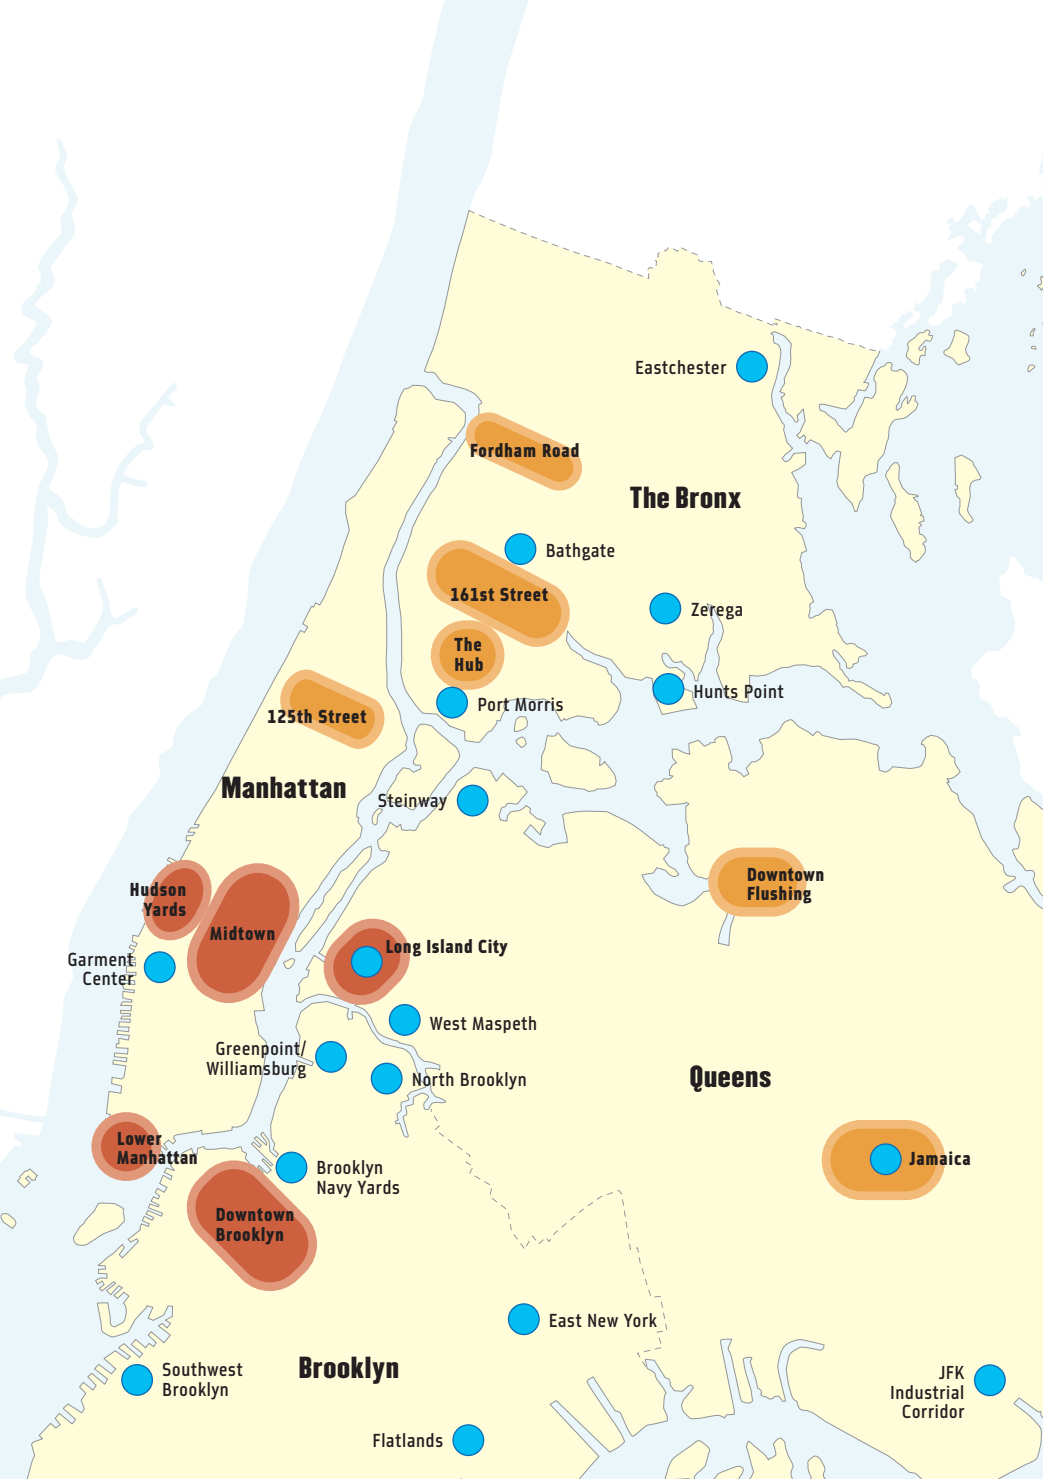 Eastchester
Fordham Road
The Bronx
Bathgate
161st Street
Zerega
The
Hub
Hunts Point
Port Morris
125th Street
Manhattan
Steinway
Hudson
Yards
Downtown
Flushing
Midtown
Long Island City
Garment
Center
West Maspeth
Greenpoint/
Williamsburg
North Brooklyn
Queens
Lower
Manhattan
Jamaica
Brooklyn
Navy Yards
Downtown
Brooklyn
East New York
Brooklyn
Southwest
Brooklyn
JFK
Industrial
Corridor
Flatlands